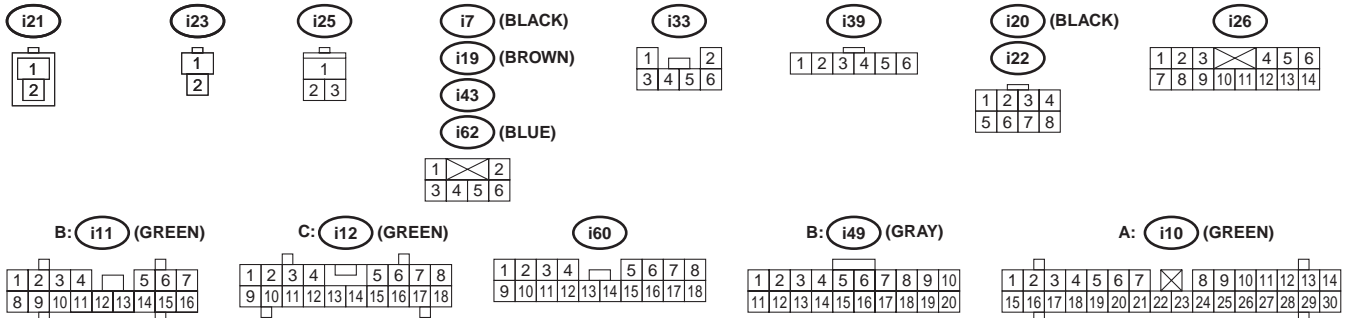 i21
1
2
i23
1
2
i25
1
2 3
i7 (BLACK)
i19 (BROWN)
i43
i62 (BLUE)
1 2
3 4 5 6
i33
1 2
3 4 5 6
i39
1 2 3 4 5 6
i20 (BLACK)
i22
1 2 3 4
5 6 7 8
i26
1 2 3 4 5 6
7 8 9 10 11 12 13 14
B: i11 (GREEN)
1 2 3 4 5 6 7
8 9 10 11 12 13 14 15 16
C: i12 (GREEN)
1 2 3 4 5 6 7 8
9 10 11 12 13 14 15 16 17 18
i60
1 2 3 4 5 6 7 8
9 10 11 12 13 14 15 16 17 18
B: i49 (GRAY)
1 2 3 4 5 6 7 8 9 10
11 12 13 14 15 16 17 18 19 20
A: i10 (GREEN)
1 2 3 4 5 6 7 8 9 10 11 12 13 14
15 16 17 18 19 20 21 22 23 24 25 26 27 28 29 30